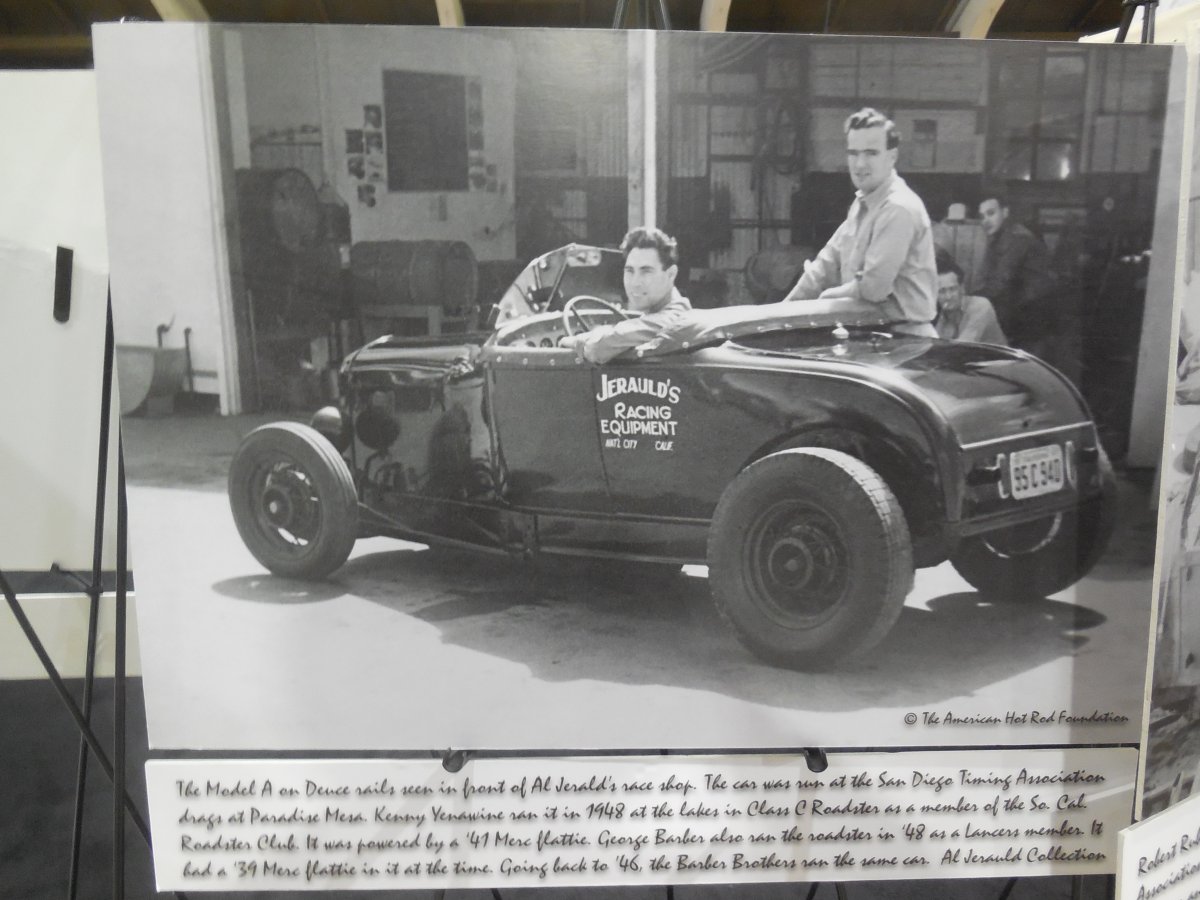 JERAULD'S
RACING
EQUIPMENT
NAT'L CITY CALIF.
95 C 940
© The American Hot Rod Foundation
The Model A on Deuce rails seen in front of Al Jerald's race shop. The car was run at the San Diego Timing Association
drags at Paradise Mesa. Kenny Yenawine ran it in 1948 at the lakes in Class C Roadster as a member of the So. Cal.
Roadster Club. It was powered by a '41 Merc flattie. George Barber also ran the roadster in '48 as a Lancers member. It
had a '39 Merc flattie in it at the time. Going back to '46, the Barber Brothers ran the same car. Al Jerauld Collection
Robert
Association